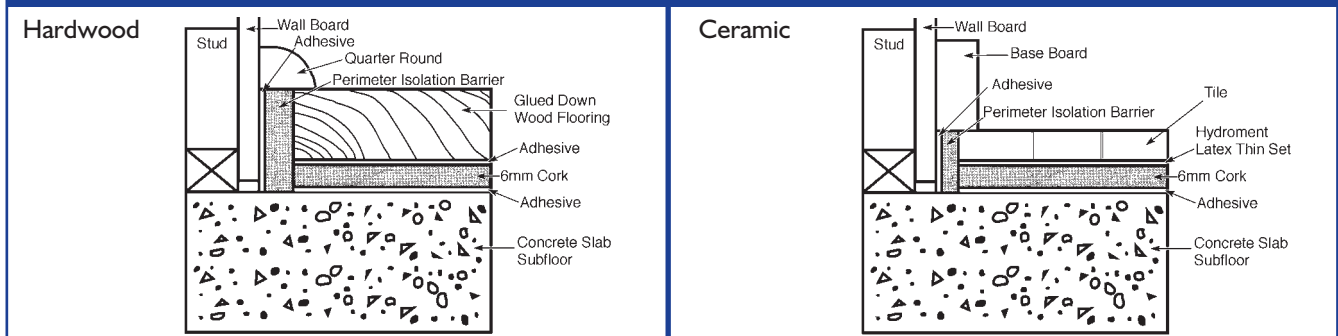 Hardwood
Stud
Wall Board
Adhesive
Quarter Round
Perimeter Isolation Barrier
Glued Down
Wood Flooring
Adhesive
6mm Cork
Adhesive
Concrete Slab
Subfloor
Ceramic
Stud
Wall Board
Base Board
Adhesive
Perimeter Isolation Barrier
Tile
Hydroment
Latex Thin Set
6mm Cork
Adhesive
Concrete Slab
Subfloor